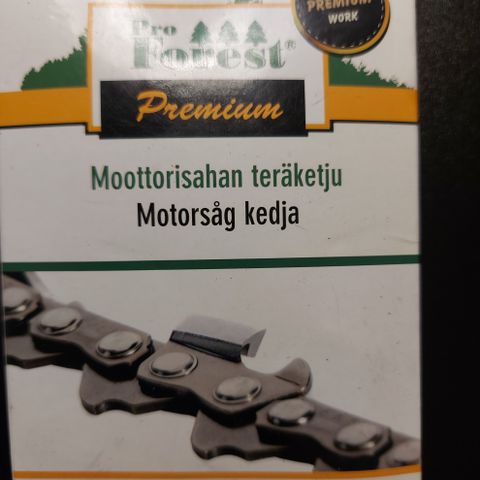 PREMIUM
WORK
Pro
Forest®
Premium
Moottorisahan teräketju
Motorsåg kedja